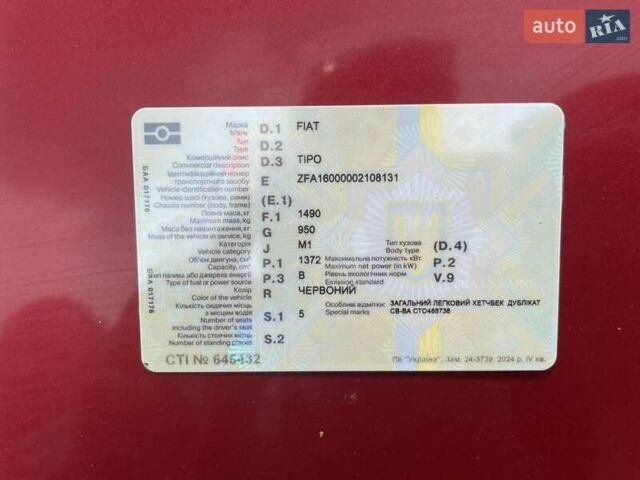 auto RIA .com
Марка D.1 FIAT
Make
Тип D.2
Type
Комерційний опис D.3 TIPO
Commercial description
Ідентифікаційний номер E ZFA16000002108131
транспортного засобу
Vehicle identification number
Номер шасі (кузова, рами) (E.1)
Chassis number (body, frame)
Повна маса, кг F.1 1490
Maximum mass, kg
Маса без навантаження, кг G 950
Mass of the vehicle in service, kg
Категорія J M1 Тип кузова (D.4)
Vehicle category Body type
Об'єм двигуна, см³ P.1 1372 Максимальна потужність кВт P.2
Capacity, cm³ Maximum net power (in kW)
Тип палива або джерела енергії P.3 B Рівень екологічних норм V.9
Type of fuel or power source Emission standard
Колір R ЧЕРВОНИЙ
Color of the vehicle
Кількість сидячих місць S.1 5 Особливі відмітки: ЗАГАЛЬНИЙ ЛЕГКОВИЙ ХЕТЧБЕК ДУБЛІКАТ
з місцем водія Special marks СВ-ВА СТО468736
Number of seats
including the driver's seat
Кількість стоячих місць S.2
Number of standing places
СТІ № 645432
ПК "Україна", Зам. 24-3739, 2024 р. IV кв.
БАА 017176
БАА 017176